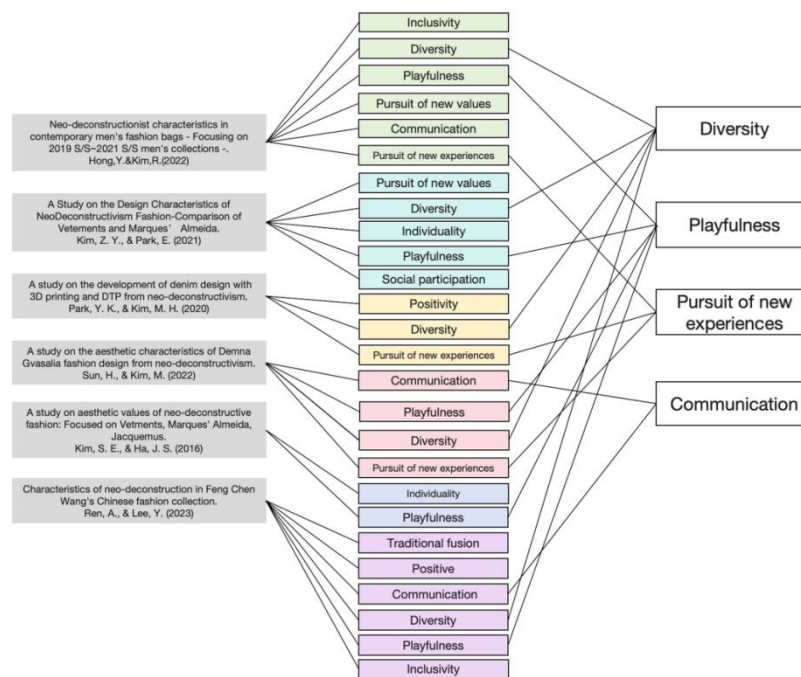 Neo-deconstructionist characteristics in
contemporary men's fashion bags - Focusing on
2019 S/S~2021 S/S men's collections -.
Hong,Y.&Kim,R.(2022)
A Study on the Design Characteristics of
NeoDeconstructivism Fashion-Comparison of
Vetements and Marques' Almeida.
Kim, Z. Y., & Park, E. (2021)
A study on the development of denim design with
3D printing and DTP from neo-deconstructivism.
Park, Y. K., & Kim, M. H. (2020)
A study on the aesthetic characteristics of Demna
Gvasalia fashion design from neo-deconstructivism.
Sun, H., & Kim, M. (2022)
A study on aesthetic values of neo-deconstructive
fashion: Focused on Vetments, Marques' Almeida,
Jacquemus.
Kim, S. E., & Ha, J. S. (2016)
Characteristics of neo-deconstruction in Feng Chen
Wang's Chinese fashion collection.
Ren, A., & Lee, Y. (2023)
Inclusivity
Diversity
Playfulness
Pursuit of new values
Communication
Pursuit of new experiences
Pursuit of new values
Diversity
Individuality
Playfulness
Social participation
Positivity
Diversity
Pursuit of new experiences
Communication
Playfulness
Diversity
Pursuit of new experiences
Individuality
Playfulness
Traditional fusion
Positive
Communication
Diversity
Playfulness
Inclusivity
Diversity
Playfulness
Pursuit of new
experiences
Communication